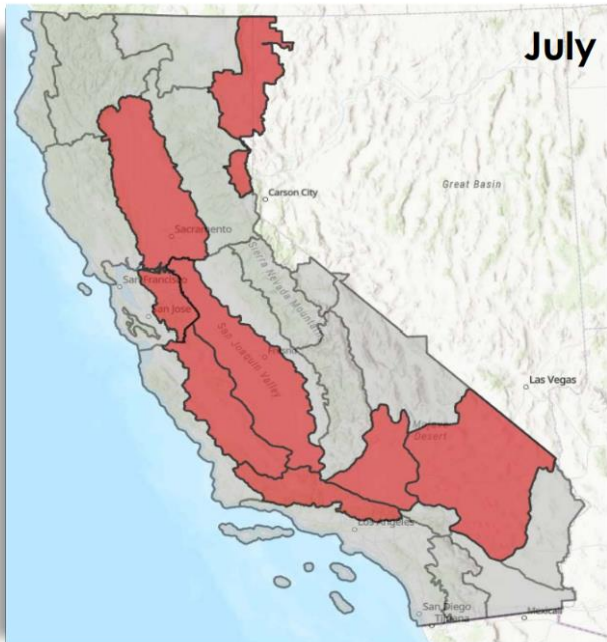 July
Great Basin
Carson City
Sacramento
Sierra Nevada Mountains
San Francisco
San Jose
Fresno
San Joaquin Valley
Las Vegas
Mojave
Desert
Los Angeles
San Diego
Tijuana
Mexicali